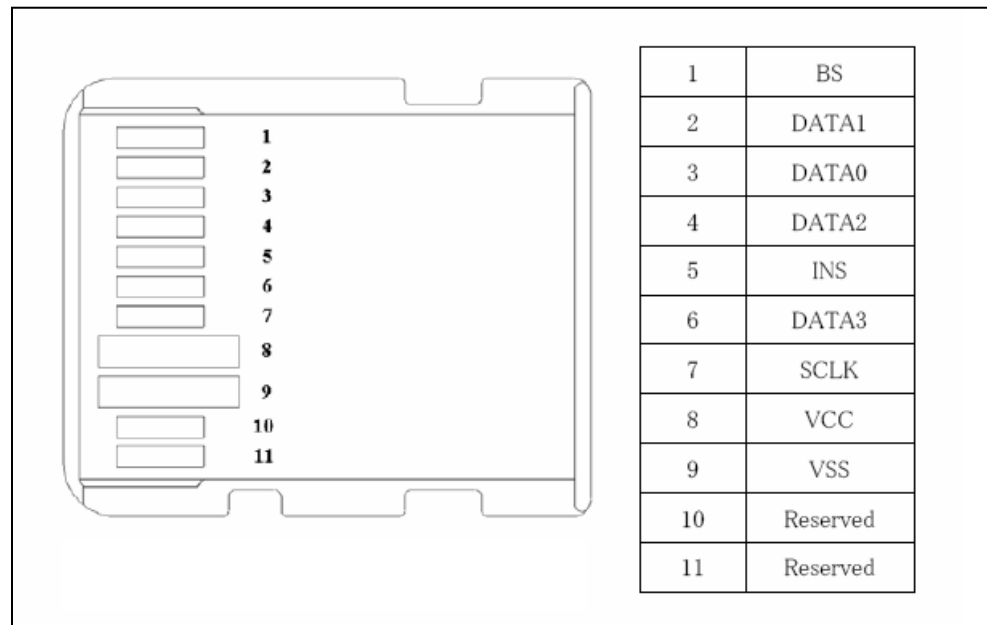 1
2
3
4
5
6
7
8
9
10
11
1 BS
2 DATA1
3 DATA0
4 DATA2
5 INS
6 DATA3
7 SCLK
8 VCC
9 VSS
10 Reserved
11 Reserved